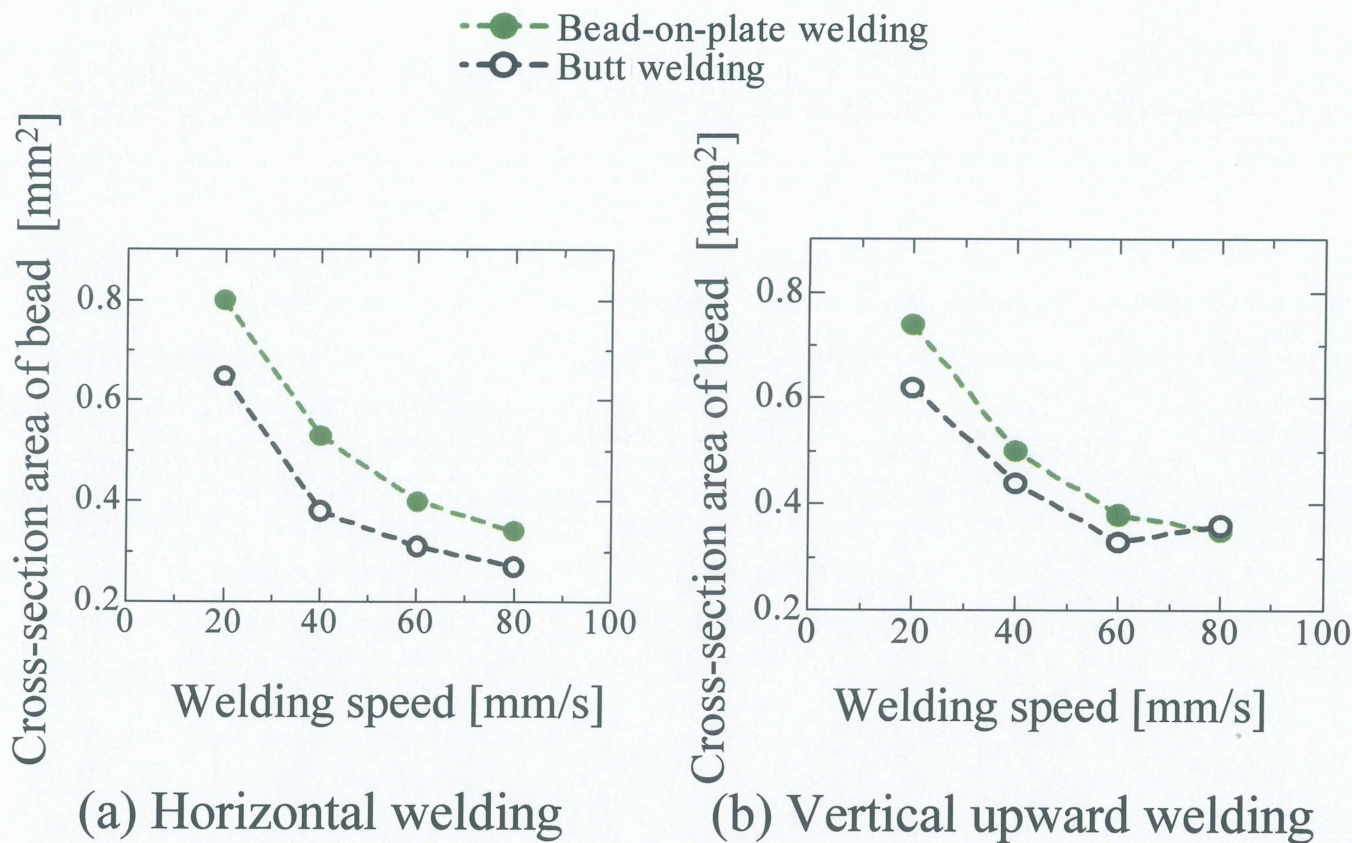 Bead-on-plate welding
Butt welding
Cross-section area of bead [mm²]
0.8
0.6
0.4
0.2
0 20 40 60 80 100
Welding speed [mm/s]
(a) Horizontal welding
Cross-section area of bead [mm²]
0.8
0.6
0.4
0.2
0 20 40 60 80 100
Welding speed [mm/s]
(b) Vertical upward welding